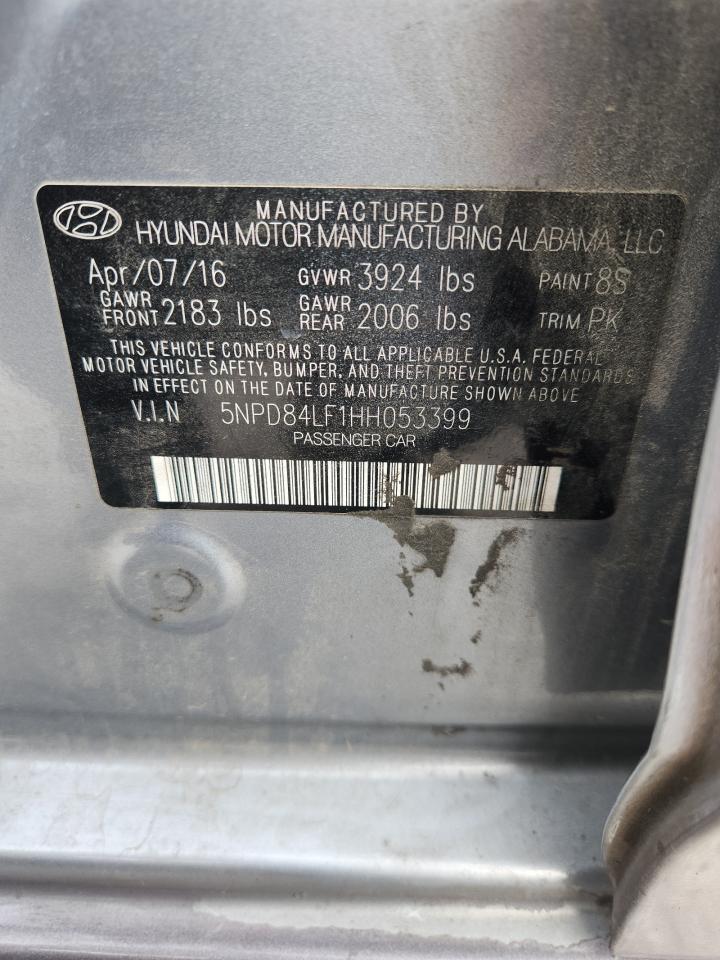 MANUFACTURED BY
HYUNDAI MOTOR MANUFACTURING ALABAMA, LLC
Apr/07/16 GVWR 3924 lbs PAINT 8S
GAWR FRONT 2183 lbs GAWR REAR 2006 lbs TRIM PK
THIS VEHICLE CONFORMS TO ALL APPLICABLE U.S.A. FEDERAL
MOTOR VEHICLE SAFETY, BUMPER, AND THEFT PREVENTION STANDARDS
IN EFFECT ON THE DATE OF MANUFACTURE SHOWN ABOVE
V.I.N 5NPD84LF1HH053399
PASSENGER CAR